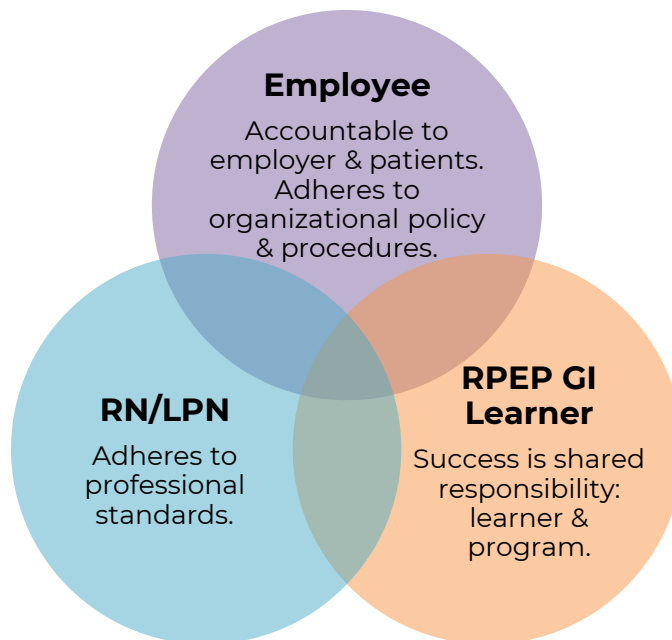 Employee
Accountable to
employer & patients.
Adheres to
organizational policy
& procedures.
RN/LPN
Adheres to
professional
standards.
RPEP GI
Learner
Success is shared
responsibility:
learner &
program.